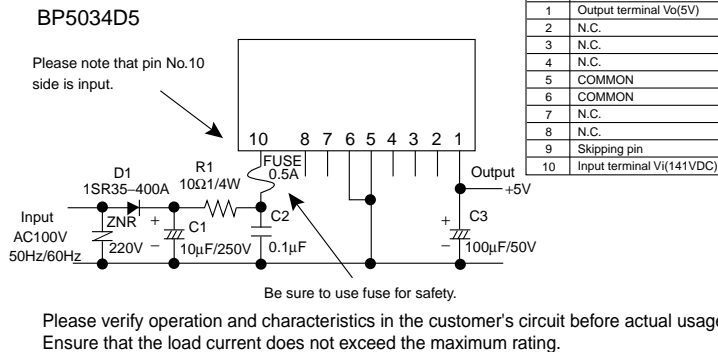 BP5034D5
Please note that pin No.10
side is input.
1 Output terminal Vo(5V)
2 N.C.
3 N.C.
4 N.C.
5 COMMON
6 COMMON
7 N.C.
8 N.C.
9 Skipping pin
10 Input terminal Vi(141VDC)
10 8 7 6 5 4 3 2 1
FUSE
0.5A
D1
1SR35–400A
R1
10Ω1/4W
Output
+5V
Input
AC100V
50Hz/60Hz
ZNR
220V
+
C1
–
10μF/250V
C2
0.1μF
+
C3
–
100μF/50V
Be sure to use fuse for safety.
Please verify operation and characteristics in the customer's circuit before actual usage
Ensure that the load current does not exceed the maximum rating.